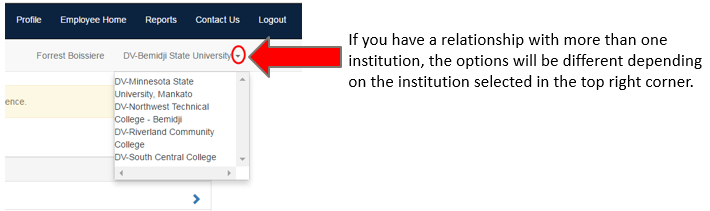 Profile Employee Home Reports Contact Us Logout
Forrest Boissiere DV-Bemidji State University
ence.
DV-Minnesota State
University, Mankato
DV-Northwest Technical
College - Bemidji
DV-Riverland Community
College
DV-South Central College
If you have a relationship with more than one
institution, the options will be different depending
on the institution selected in the top right corner.